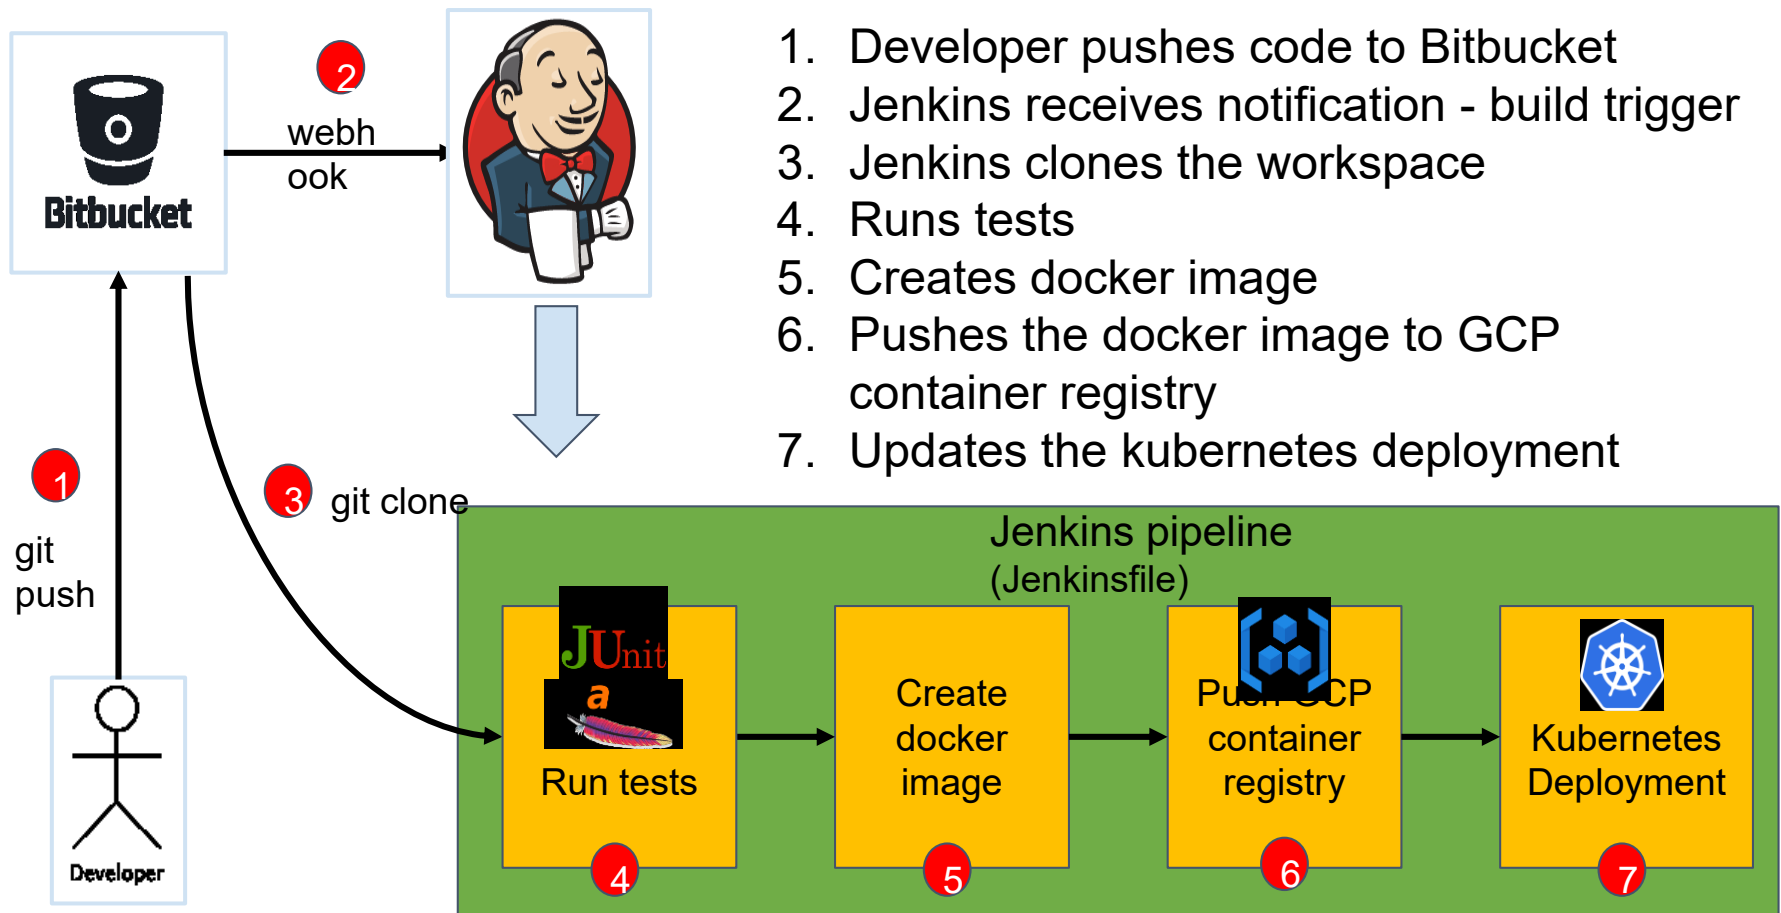 Bitbucket
2
webh
ook
1. Developer pushes code to Bitbucket
2. Jenkins receives notification - build trigger
3. Jenkins clones the workspace
4. Runs tests
5. Creates docker image
6. Pushes the docker image to GCP
container registry
7. Updates the kubernetes deployment
1
git
push
3
git clone
Developer
Jenkins pipeline
(Jenkinsfile)
JUnit
a
Run tests
4
Create
docker
image
5
Push GCP
container
registry
6
Kubernetes
Deployment
7